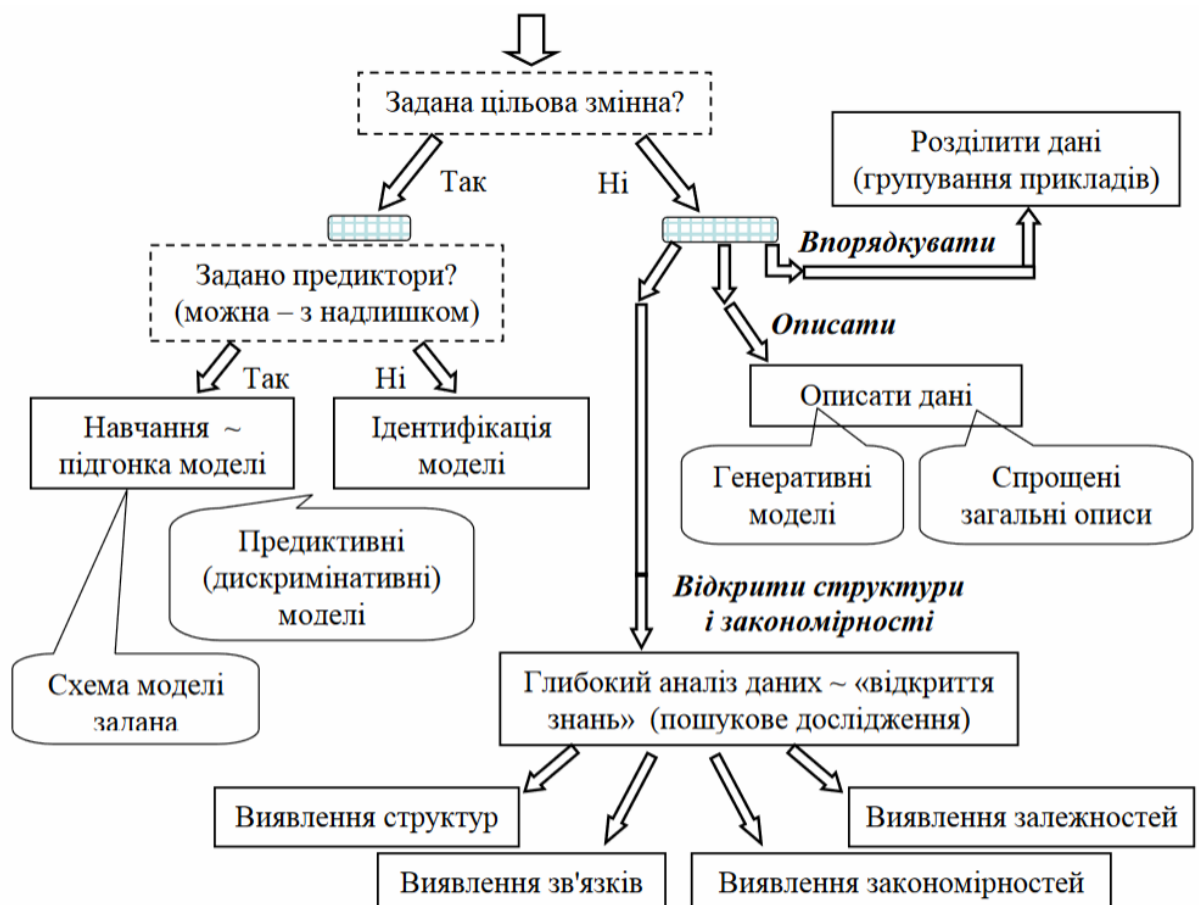 Задана цільова змінна?
Так
Ні
Розділити дані
(групування прикладів)
Впорядкувати
Задано предиктори?
(можна – з надлишком)
Описати
Так
Ні
Описати дані
Навчання ~
підгонка моделі
Ідентифікація
моделі
Генеративні
моделі
Спрощені
загальні описи
Предиктивні
(дискримінативні)
моделі
Відкрити структури
і закономірності
Схема моделі
задана
Глибокий аналіз даних ~ «відкриття
знань» (пошукове дослідження)
Виявлення структур
Виявлення залежностей
Виявлення зв'язків
Виявлення закономірностей